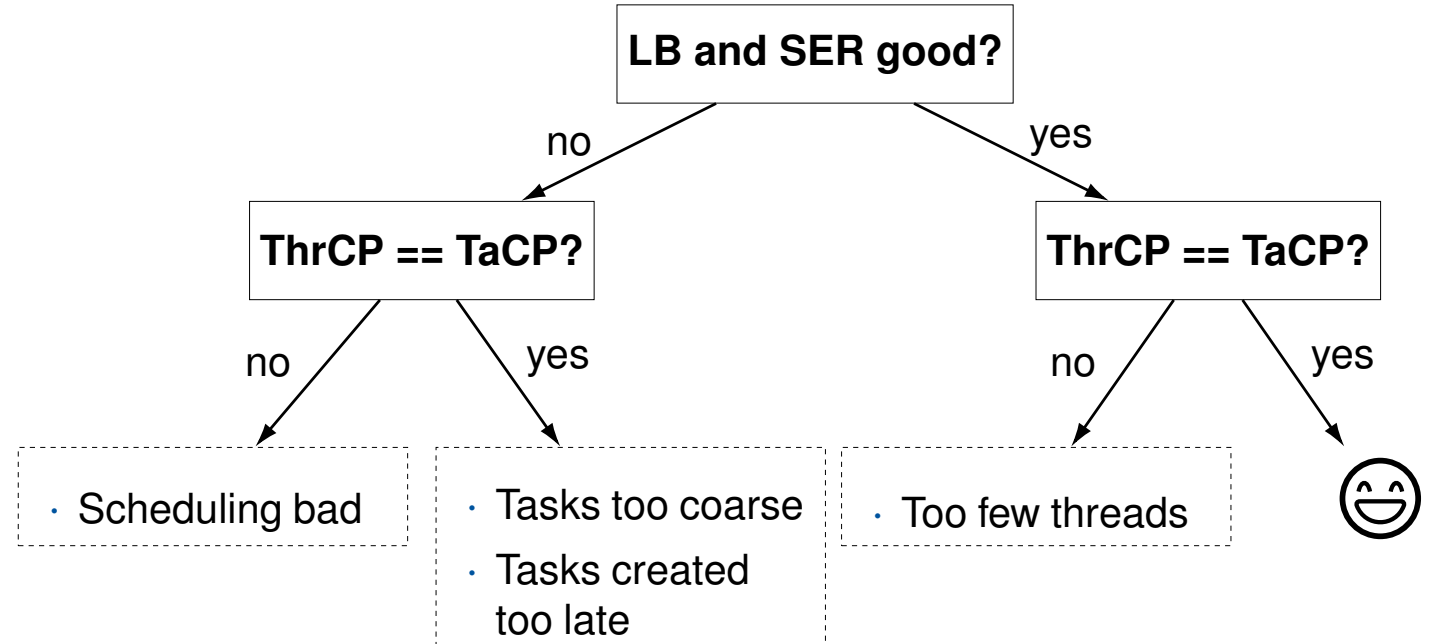 LB and SER good?
no
yes
ThrCP == TaCP?
ThrCP == TaCP?
no
yes
no
yes
· Scheduling bad
· Tasks too coarse
· Tasks created
too late
· Too few threads